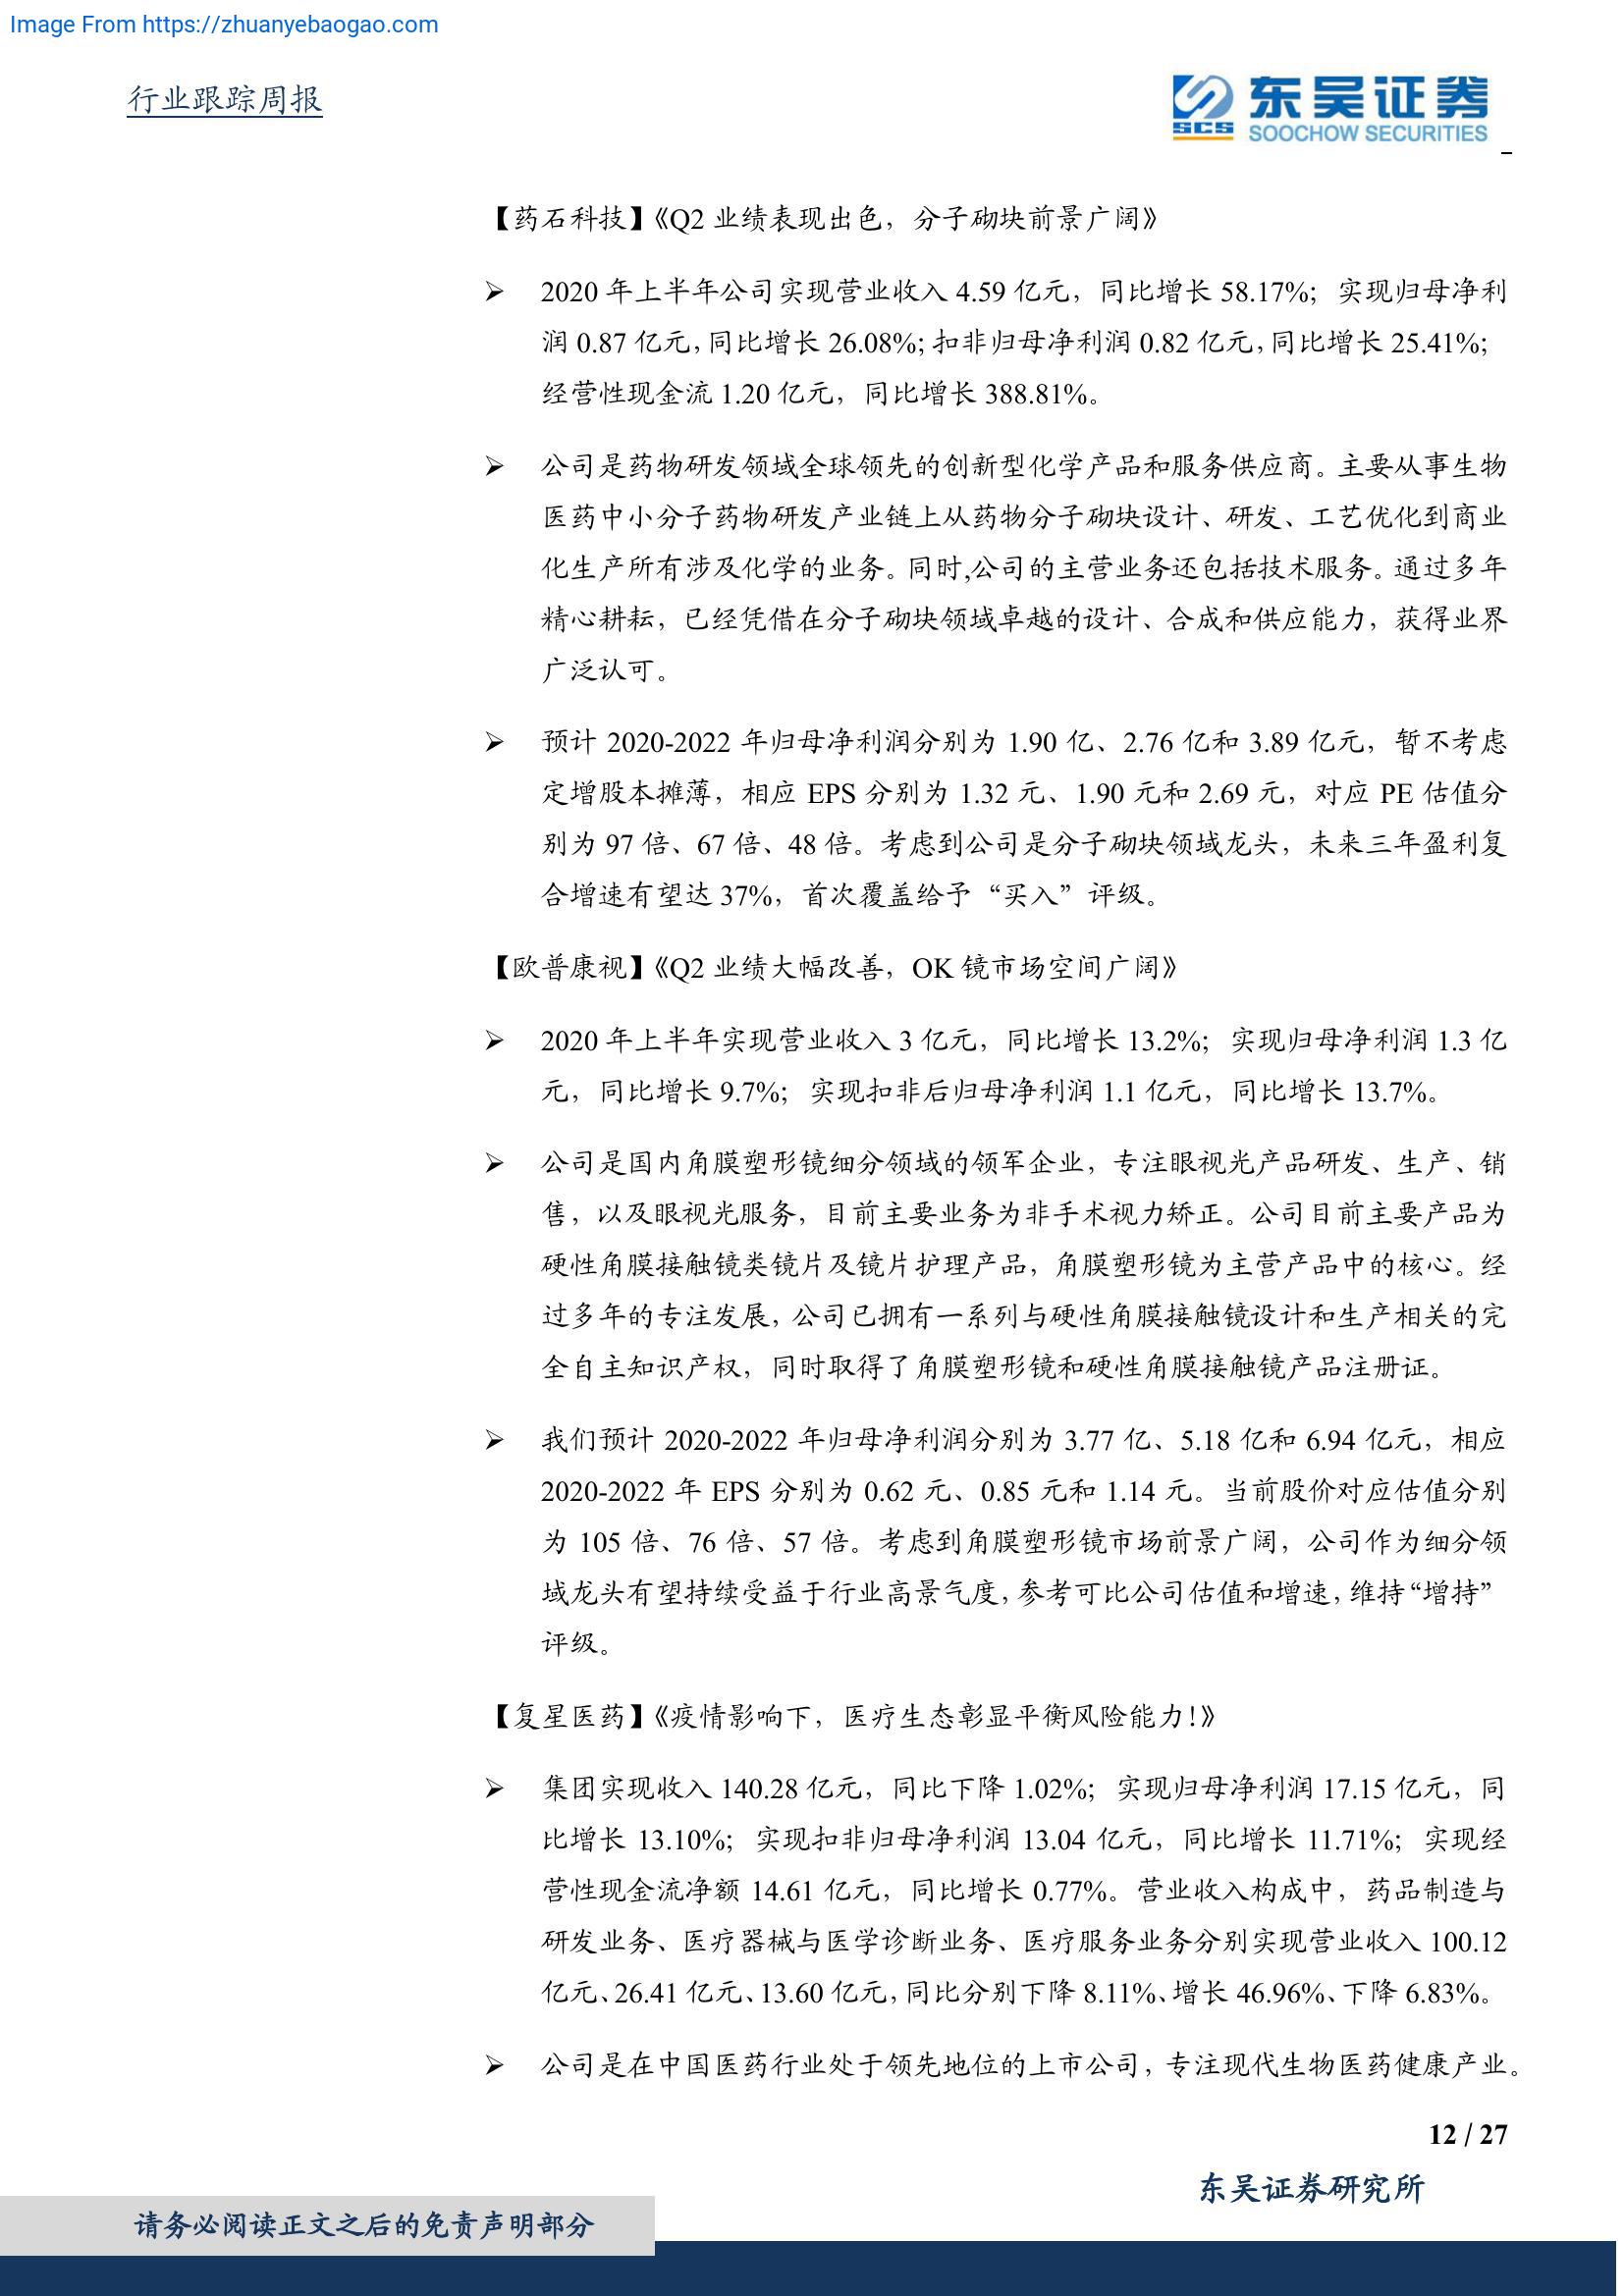 Image From https://zhuanyebaogao.com
行业跟踪周报
东吴证券
SCS
SOOCHOW SECURITIES
【药石科技】《Q2 业绩表现出色，分子砌块前景广阔》
➢ 2020 年上半年公司实现营业收入 4.59 亿元，同比增长 58.17%；实现归母净利
润 0.87 亿元，同比增长 26.08%；扣非归母净利润 0.82 亿元，同比增长 25.41%；
经营性现金流 1.20 亿元，同比增长 388.81%。
➢ 公司是药物研发领域全球领先的创新型化学产品和服务供应商。主要从事生物
医药中小分子药物研发产业链上从药物分子砌块设计、研发、工艺优化到商业
化生产所有涉及化学的业务。同时,公司的主营业务还包括技术服务。通过多年
精心耕耘，已经凭借在分子砌块领域卓越的设计、合成和供应能力，获得业界
广泛认可。
➢ 预计 2020-2022 年归母净利润分别为 1.90 亿、2.76 亿和 3.89 亿元，暂不考虑
定增股本摊薄，相应 EPS 分别为 1.32 元、1.90 元和 2.69 元，对应 PE 估值分
别为 97 倍、67 倍、48 倍。考虑到公司是分子砌块领域龙头，未来三年盈利复
合增速有望达 37%，首次覆盖给予“买入”评级。
【欧普康视】《Q2 业绩大幅改善，OK 镜市场空间广阔》
➢ 2020 年上半年实现营业收入 3 亿元，同比增长 13.2%；实现归母净利润 1.3 亿
元，同比增长 9.7%；实现扣非后归母净利润 1.1 亿元，同比增长 13.7%。
➢ 公司是国内角膜塑形镜细分领域的领军企业，专注眼视光产品研发、生产、销
售，以及眼视光服务，目前主要业务为非手术视力矫正。公司目前主要产品为
硬性角膜接触镜类镜片及镜片护理产品，角膜塑形镜为主营产品中的核心。经
过多年的专注发展，公司已拥有一系列与硬性角膜接触镜设计和生产相关的完
全自主知识产权，同时取得了角膜塑形镜和硬性角膜接触镜产品注册证。
➢ 我们预计 2020-2022 年归母净利润分别为 3.77 亿、5.18 亿和 6.94 亿元，相应
2020-2022 年 EPS 分别为 0.62 元、0.85 元和 1.14 元。当前股价对应估值分别
为 105 倍、76 倍、57 倍。考虑到角膜塑形镜市场前景广阔，公司作为细分领
域龙头有望持续受益于行业高景气度，参考可比公司估值和增速，维持“增持”
评级。
【复星医药】《疫情影响下，医疗生态彰显平衡风险能力！》
➢ 集团实现收入 140.28 亿元，同比下降 1.02%；实现归母净利润 17.15 亿元，同
比增长 13.10%；实现扣非归母净利润 13.04 亿元，同比增长 11.71%；实现经
营性现金流净额 14.61 亿元，同比增长 0.77%。营业收入构成中，药品制造与
研发业务、医疗器械与医学诊断业务、医疗服务业务分别实现营业收入 100.12
亿元、26.41 亿元、13.60 亿元，同比分别下降 8.11%、增长 46.96%、下降 6.83%。
➢ 公司是在中国医药行业处于领先地位的上市公司，专注现代生物医药健康产业。
12 / 27
东吴证券研究所
请务必阅读正文之后的免责声明部分